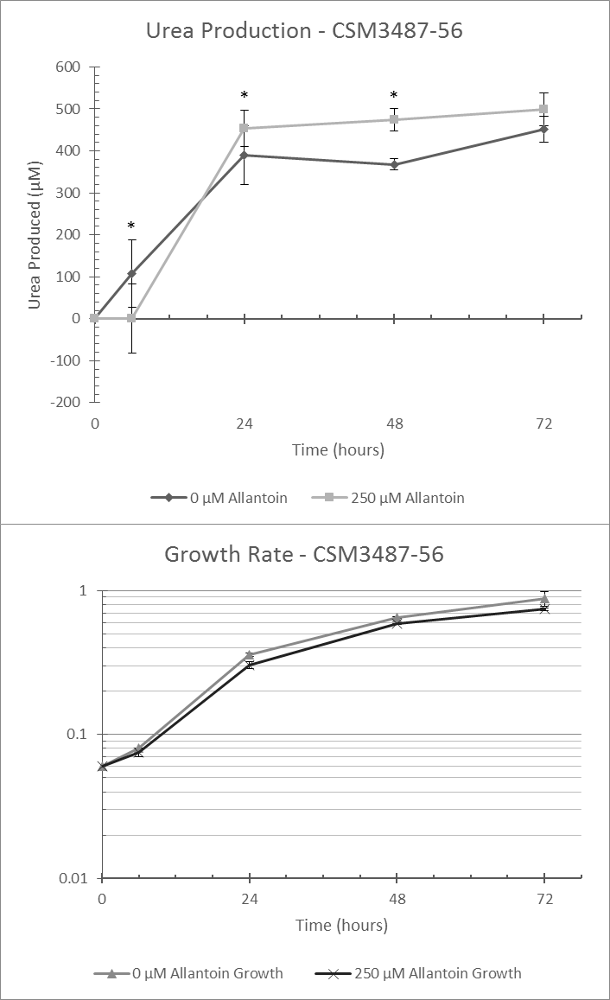 Urea Production - CSM3487-56
600
500
400
300
200
100
0
-100
-200
Urea Produced (µM)
*
*
*
0 24 48 72
Time (hours)
0 µM Allantoin 250 µM Allantoin
Growth Rate - CSM3487-56
1
0.1
0.01
0 24 48 72
Time (hours)
0 µM Allantoin Growth 250 µM Allantoin Growth